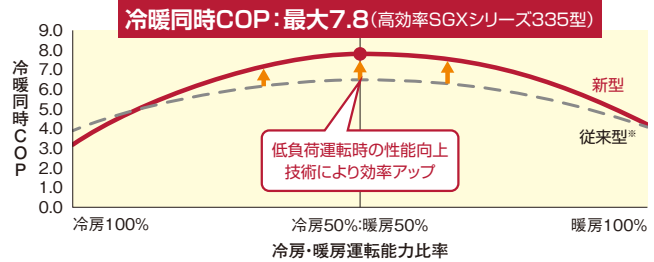 冷暖同時COP：最大7.8（高効率SGXシリーズ335型）
9.0
8.0
7.0
6.0
5.0
4.0
3.0
2.0
1.0
0.0
冷暖同時COP
新型
従来型※
低負荷運転時の性能向上
技術により効率アップ
冷房100%
冷房50%:暖房50%
暖房100%
冷房・暖房運転能力比率